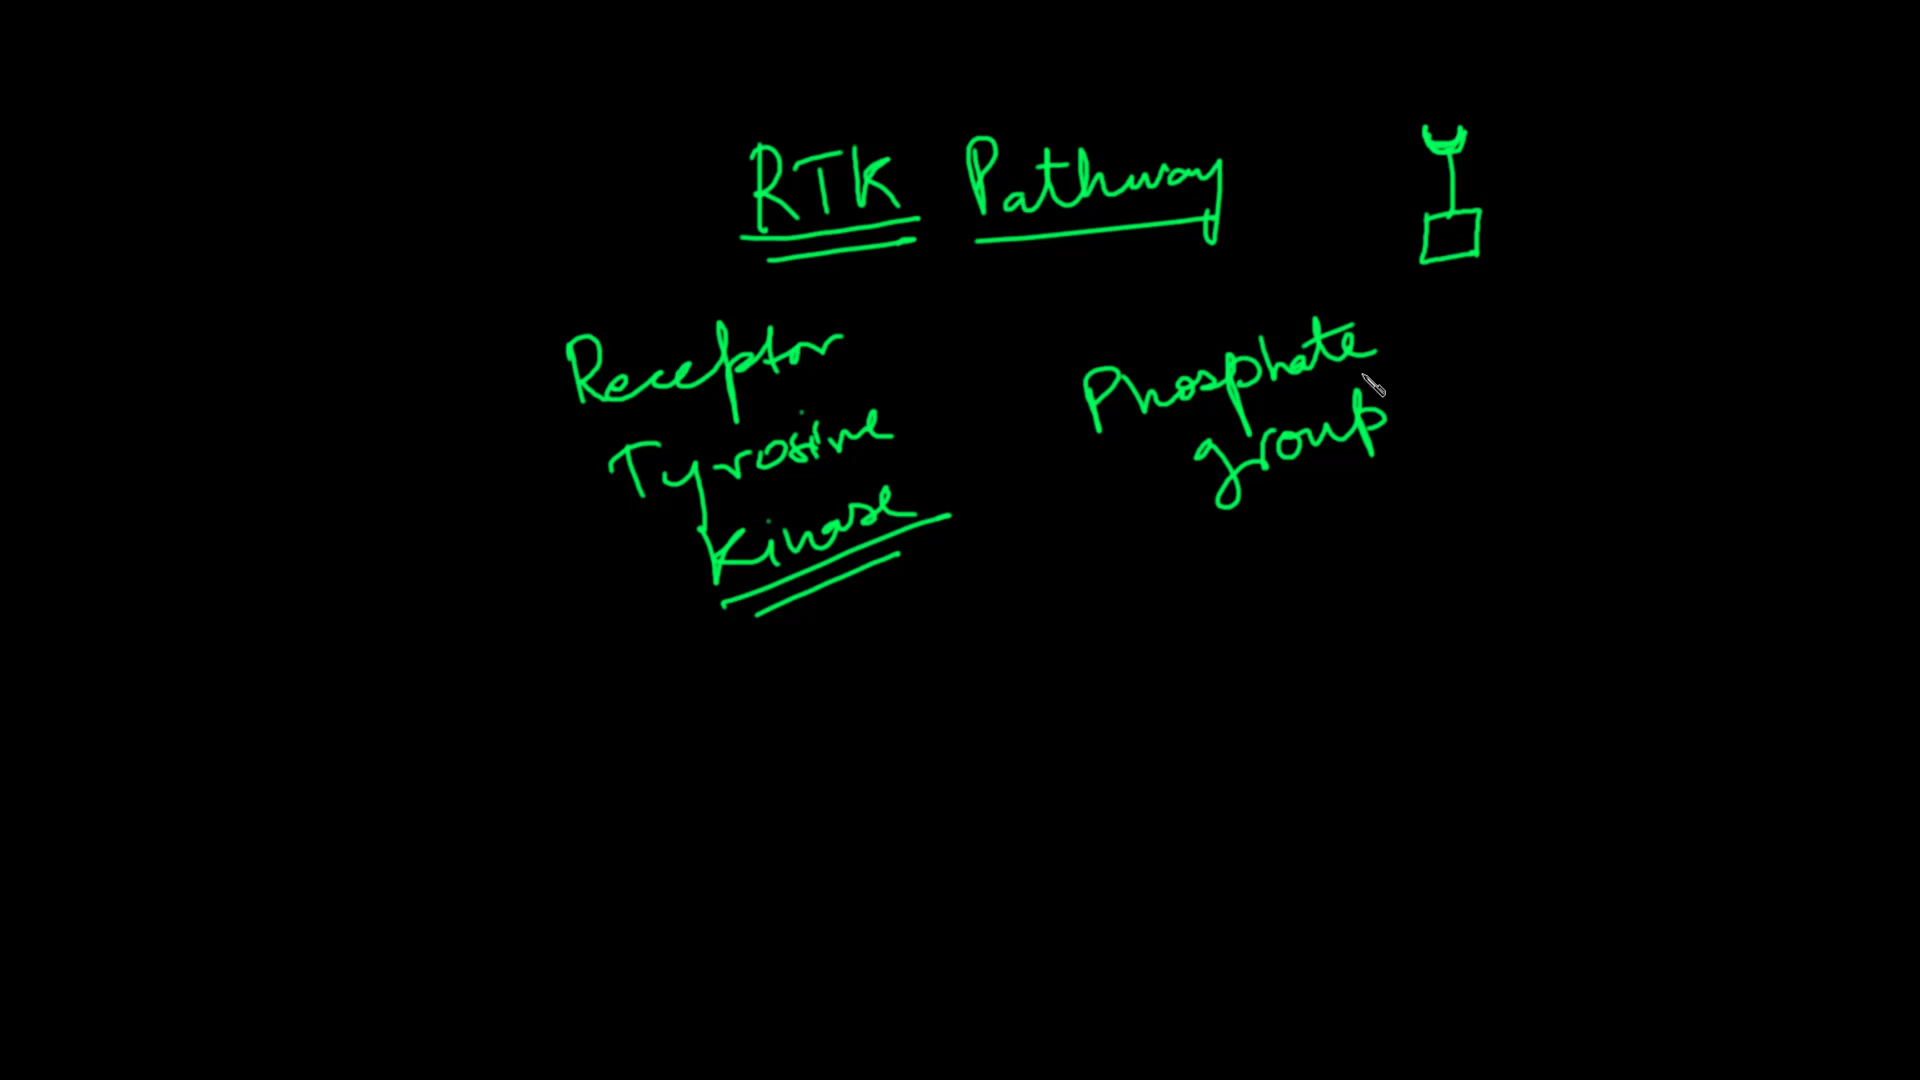 RTK Pathway
Receptor
Tyrosine
Kinase
Phosphate
group